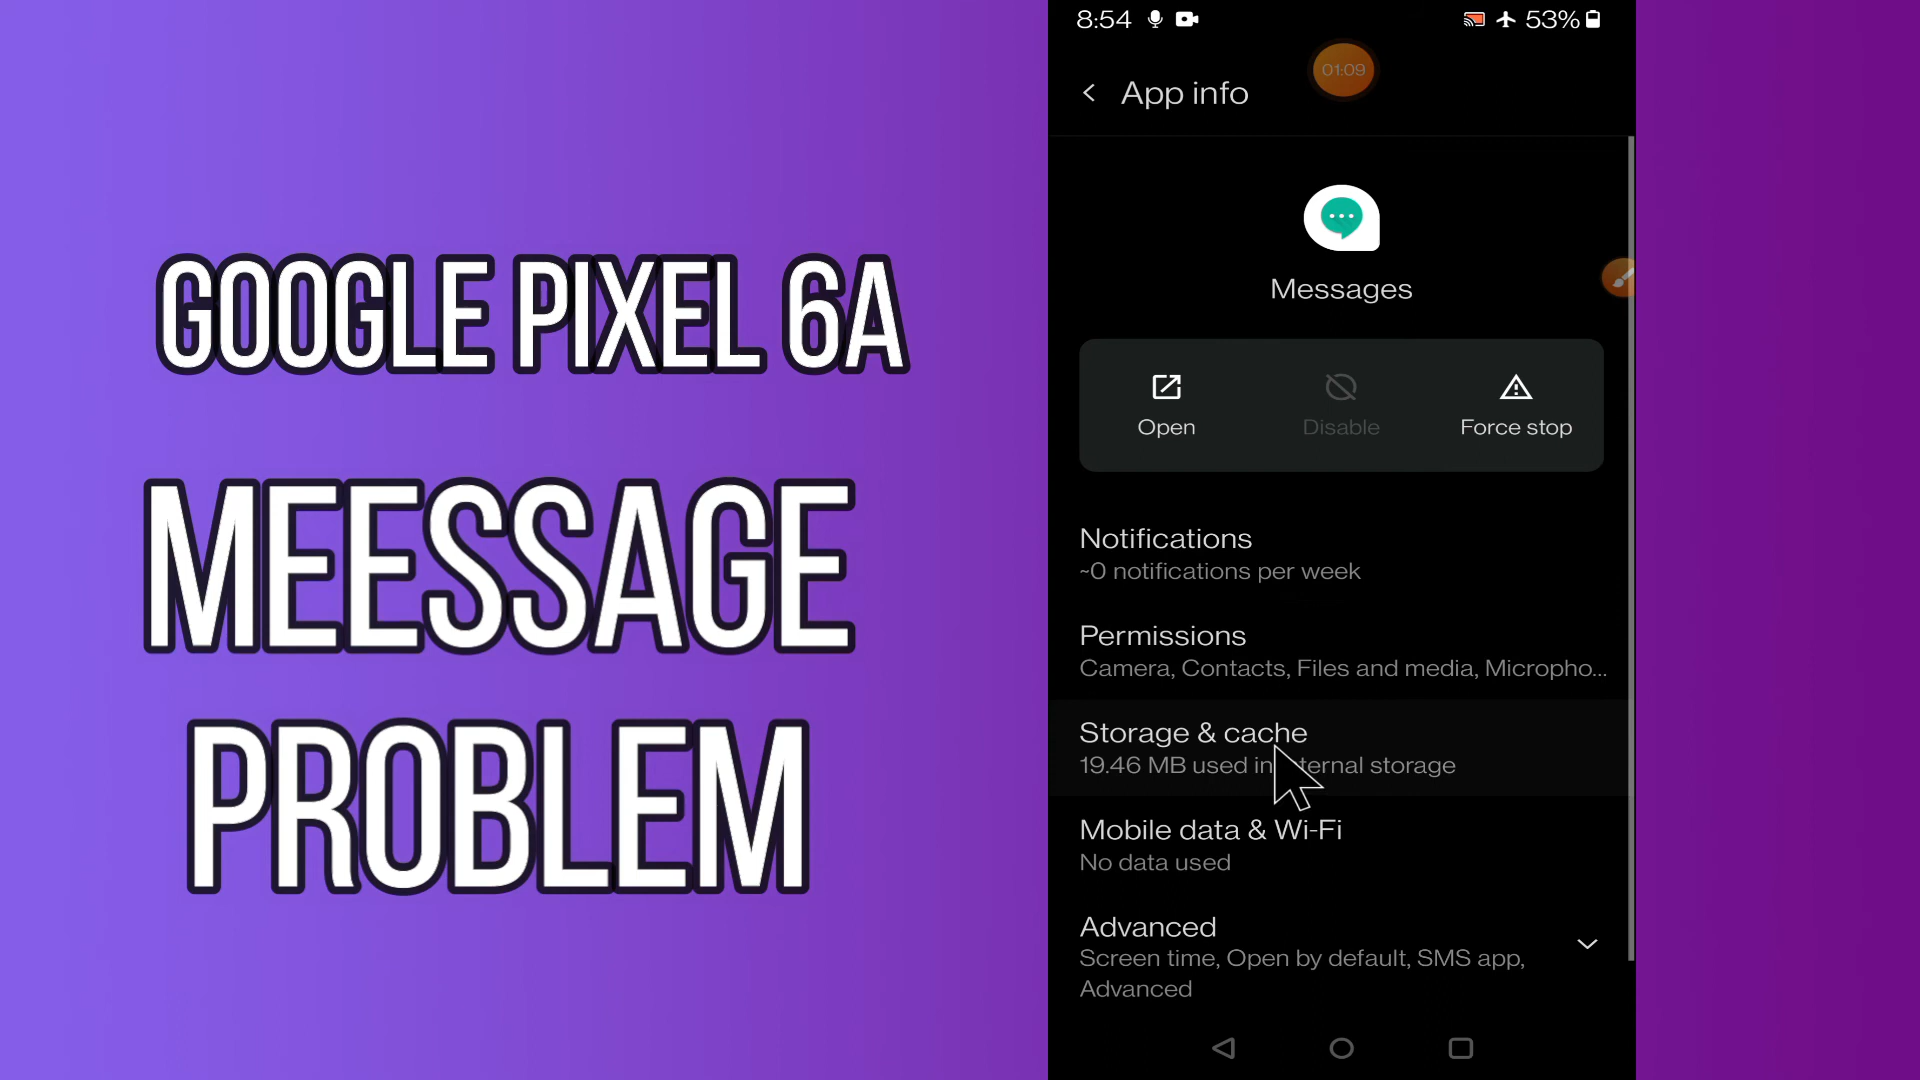 GOOGLE PIXEL 6A
MEESSAGE
PROBLEM
8:54
53%
01:09
App info
Messages
Open
Disable
Force stop
Notifications
~0 notifications per week
Permissions
Camera, Contacts, Files and media, Micropho...
Storage & cache
19.46 MB used in ternal storage
Mobile data & Wi-Fi
No data used
Advanced
Screen time, Open by default, SMS app,
Advanced